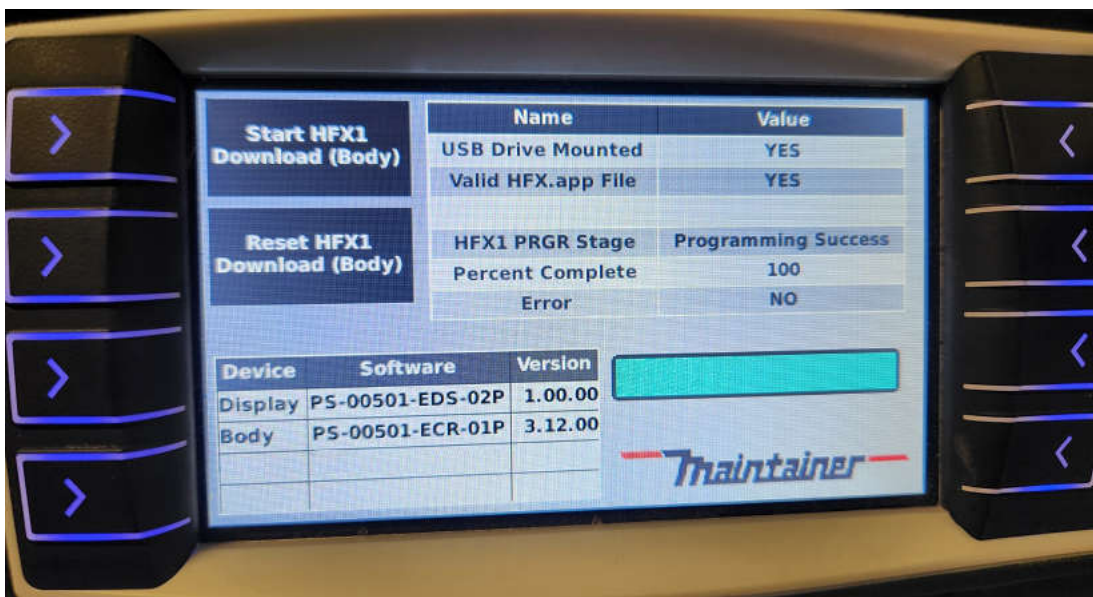 Start HFX1
Download (Body)
Reset HFX1
Download (Body)
Name Value
USB Drive Mounted YES
Valid HFX.app File YES
HFX1 PRGR Stage Programming Success
Percent Complete 100
Error NO
Device Software Version
Display PS-00501-EDS-02P 1.00.00
Body PS-00501-ECR-01P 3.12.00
Maintainer